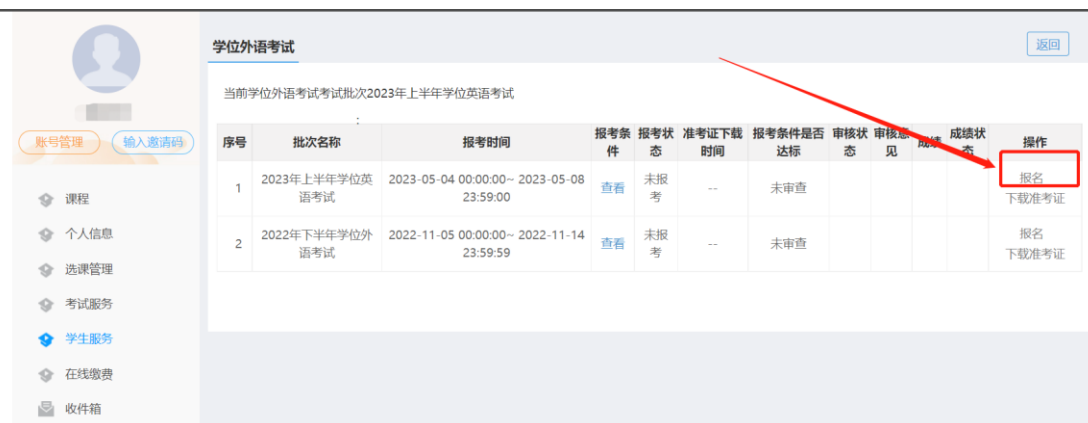 学位外语考试
返回
当前学位外语考试考试批次2023年上半年学位英语考试
:
账号管理
输入邀请码
课程
个人信息
选课管理
考试服务
学生服务
在线缴费
收件箱
序号
批次名称
报考时间
报考条
件
报考状
态
准考证下载
时间
报考条件是否
达标
审核状
态
审核意
见
成绩
成绩状
态
操作
1
2023年上半年学位英
语考试
2023-05-04 00:00:00~ 2023-05-08
23:59:00
查看
未报
考
--
未审查
报名
下载准考证
2
2022年下半年学位外
语考试
2022-11-05 00:00:00~ 2022-11-14
23:59:59
查看
未报
考
--
未审查
报名
下载准考证